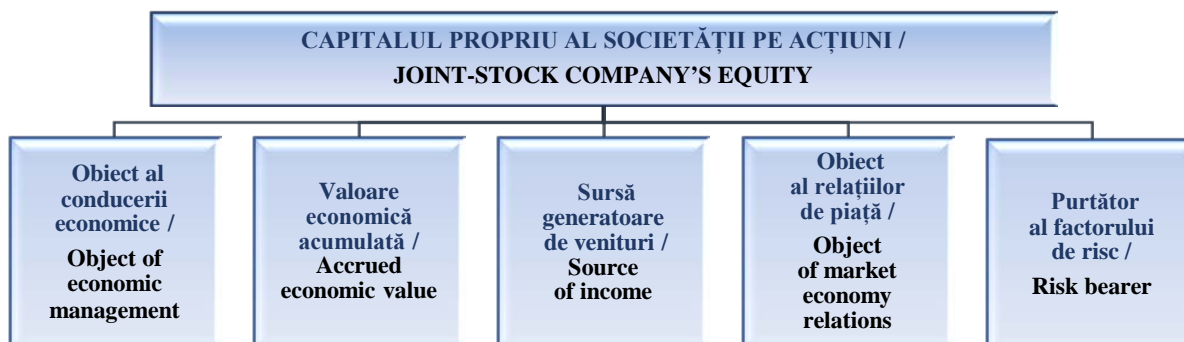 CAPITALUL PROPRIU AL SOCIETĂȚII PE ACȚIUNI /
JOINT-STOCK COMPANY’S EQUITY
Obiect al
conducerii
economice /
Object of
economic
management
Valoare
economică
acumulată /
Accrued
economic value
Sursă
generatoare
de venituri /
Source
of income
Obiect
al relațiilor
de piață /
Object
of market
economy
relations
Purtător
al factorului
de risc /
Risk bearer